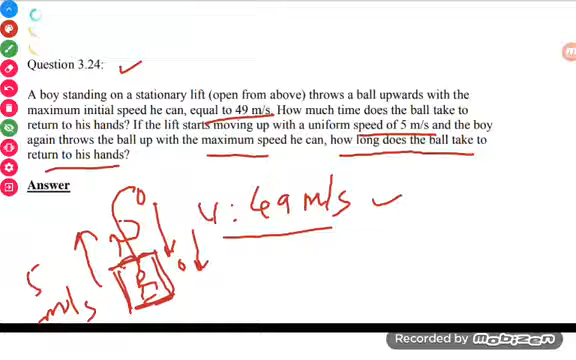 Question 3.24:
A boy standing on a stationary lift (open from above) throws a ball upwards with the
maximum initial speed he can, equal to 49 m/s. How much time does the ball take to
return to his hands? If the lift starts moving up with a uniform speed of 5 m/s and the boy
again throws the ball up with the maximum speed he can, how long does the ball take to
return to his hands?
Answer
u: 49 m/s
5
m/s
Recorded by mobizen